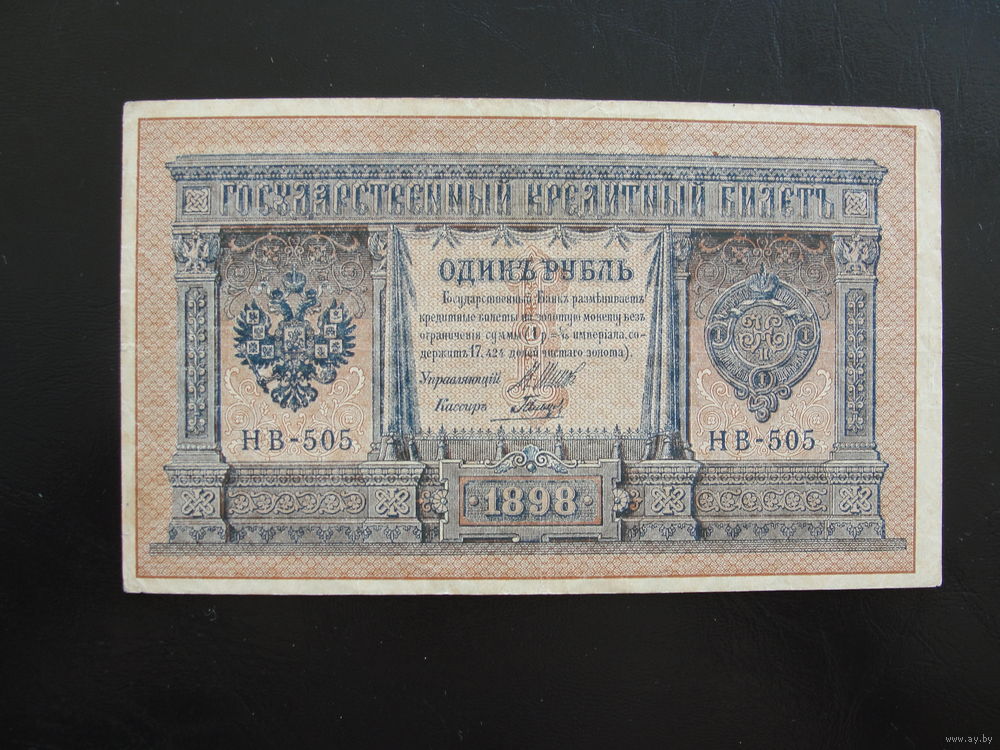 ГОСУДАРСТВЕННЫЙ КРЕДИТНЫЙ БИЛЕТЪ
ОДИНЪ РУБЛЬ
Государственный Банкъ размѣниваетъ
кредитные билеты на золотую монету безъ
ограниченія суммы (1 р. = 1/15 имперіала, со-
держитъ 17,424 долей чистаго золота).
Управляющій
Кассиръ
НВ-505
НВ-505
1898
www.ay.by